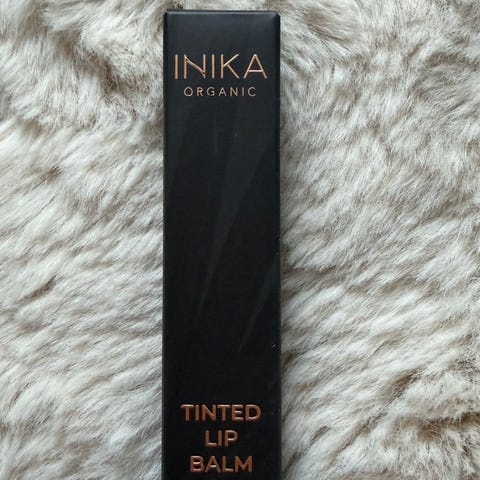 INIKA
ORGANIC
TINTED
LIP
BALM